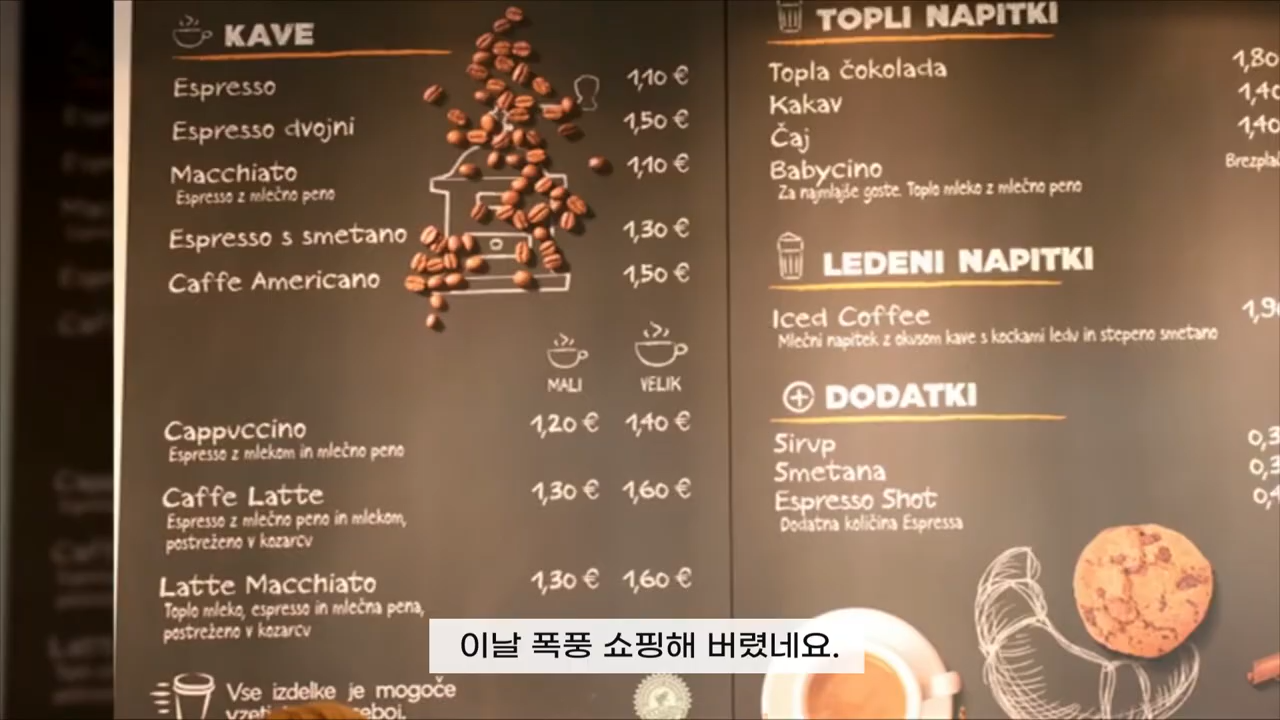 KAVE
Espresso 1,10 €
Espresso dvojni 1,50 €
Macchiato 1,10 €
Espresso z mlečno peno
Espresso s smetano 1,30 €
Caffe Americano 1,50 €
MALI VELIK
Cappuccino 1,20 € 1,40 €
Espresso z mlekom in mlečno peno
Caffe Latte 1,30 € 1,60 €
Espresso z mlečno peno in mlekom,
postreženo v kozarcu
Latte Macchiato 1,30 € 1,60 €
Toplo mleko, espresso in mlečna pena,
postreženo v kozarcu
Vse izdelke je mogoče
TOPLI NAPITKI
Topla čokolada 1,80
Kakav
Čaj 1,40
Babycino
Za najmlajše goste. Toplo mleko z mlečno peno
LEDENI NAPITKI
Iced Coffee
Mlečni napitek z okusom kave s kockami ledu in stepeno smetano
DODATKI
Sirup
Smetana
Espresso Shot
Dodatna količina Espressa
이날 폭풍 쇼핑해 버렸네요.